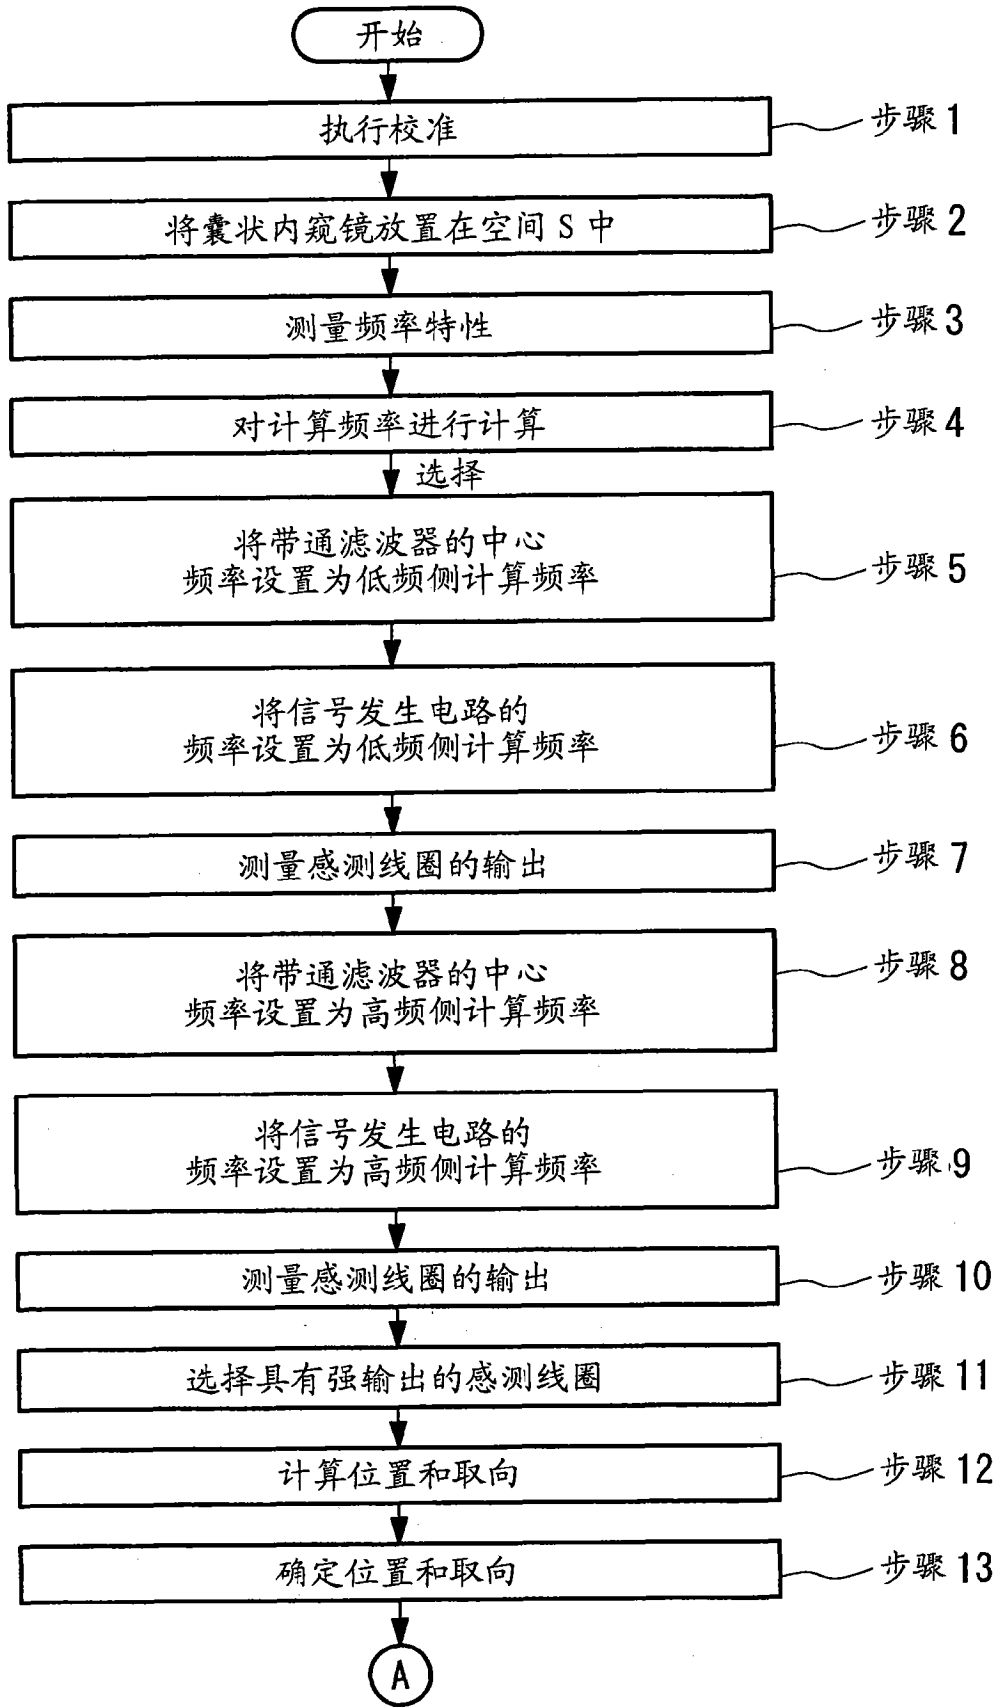 开始
执行校准
步骤 1
将囊状内窥镜放置在空间 S 中
步骤 2
测量频率特性
步骤 3
对计算频率进行计算
步骤 4
选择
将带通滤波器的中心
频率设置为低频侧计算频率
步骤 5
将信号发生电路的
频率设置为低频侧计算频率
步骤 6
测量感测线圈的输出
步骤 7
将带通滤波器的中心
频率设置为高频侧计算频率
步骤 8
将信号发生电路的
频率设置为高频侧计算频率
步骤 9
测量感测线圈的输出
步骤 10
选择具有强输出的感测线圈
步骤 11
计算位置和取向
步骤 12
确定位置和取向
步骤 13
A